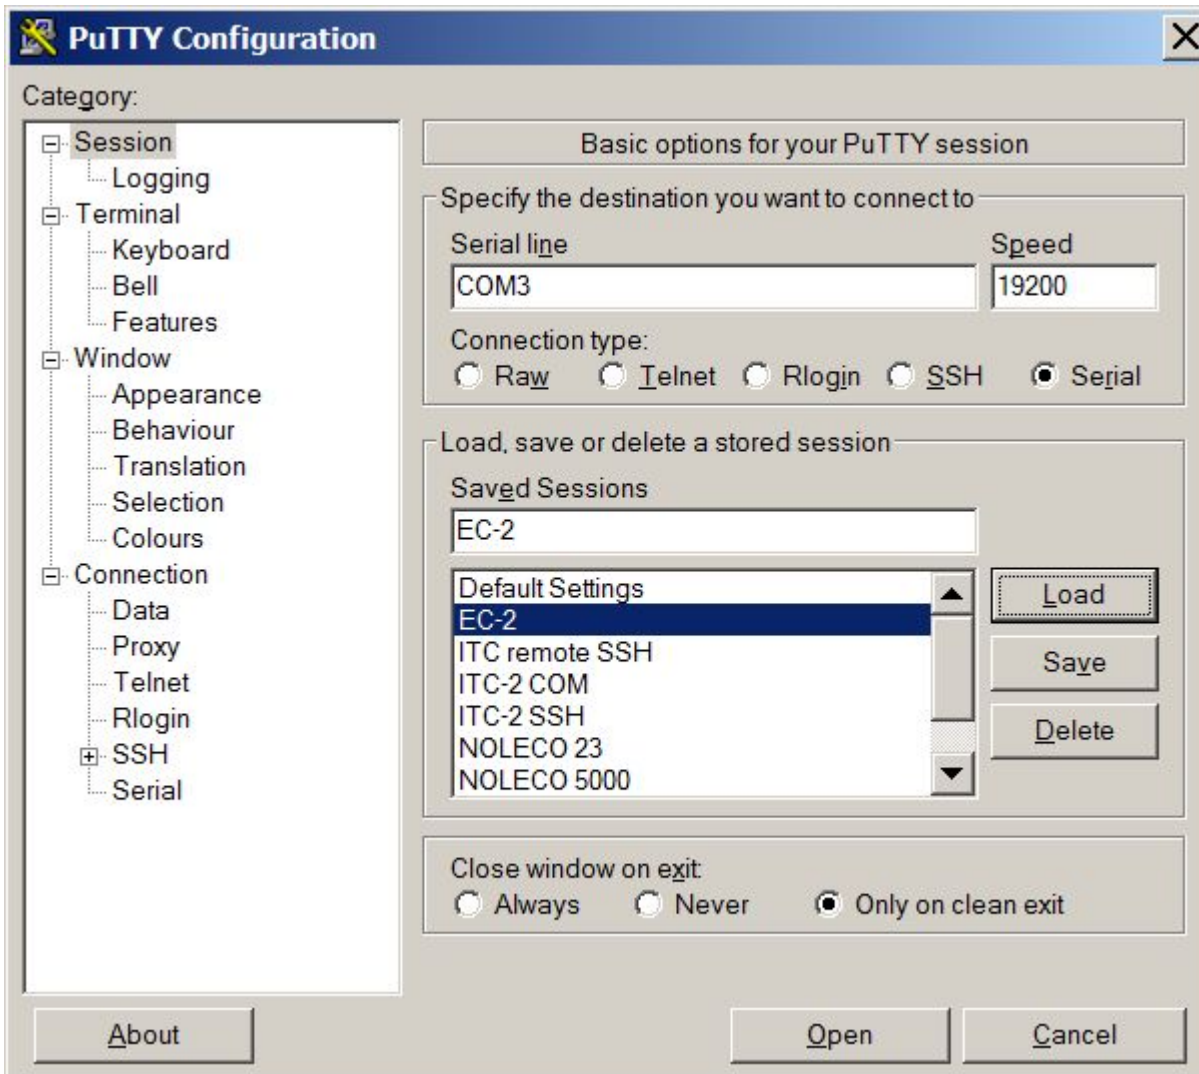 PuTTY Configuration
Category:
Session
Logging
Terminal
Keyboard
Bell
Features
Window
Appearance
Behaviour
Translation
Selection
Colours
Connection
Data
Proxy
Telnet
Rlogin
SSH
Serial
Basic options for your PuTTY session
Specify the destination you want to connect to
Serial line Speed
COM3 19200
Connection type:
Raw Telnet Rlogin SSH Serial
Load, save or delete a stored session
Saved Sessions
EC-2
Default Settings
EC-2
ITC remote SSH
ITC-2 COM
ITC-2 SSH
NOLECO 23
NOLECO 5000
Load
Save
Delete
Close window on exit:
Always Never Only on clean exit
About Open Cancel